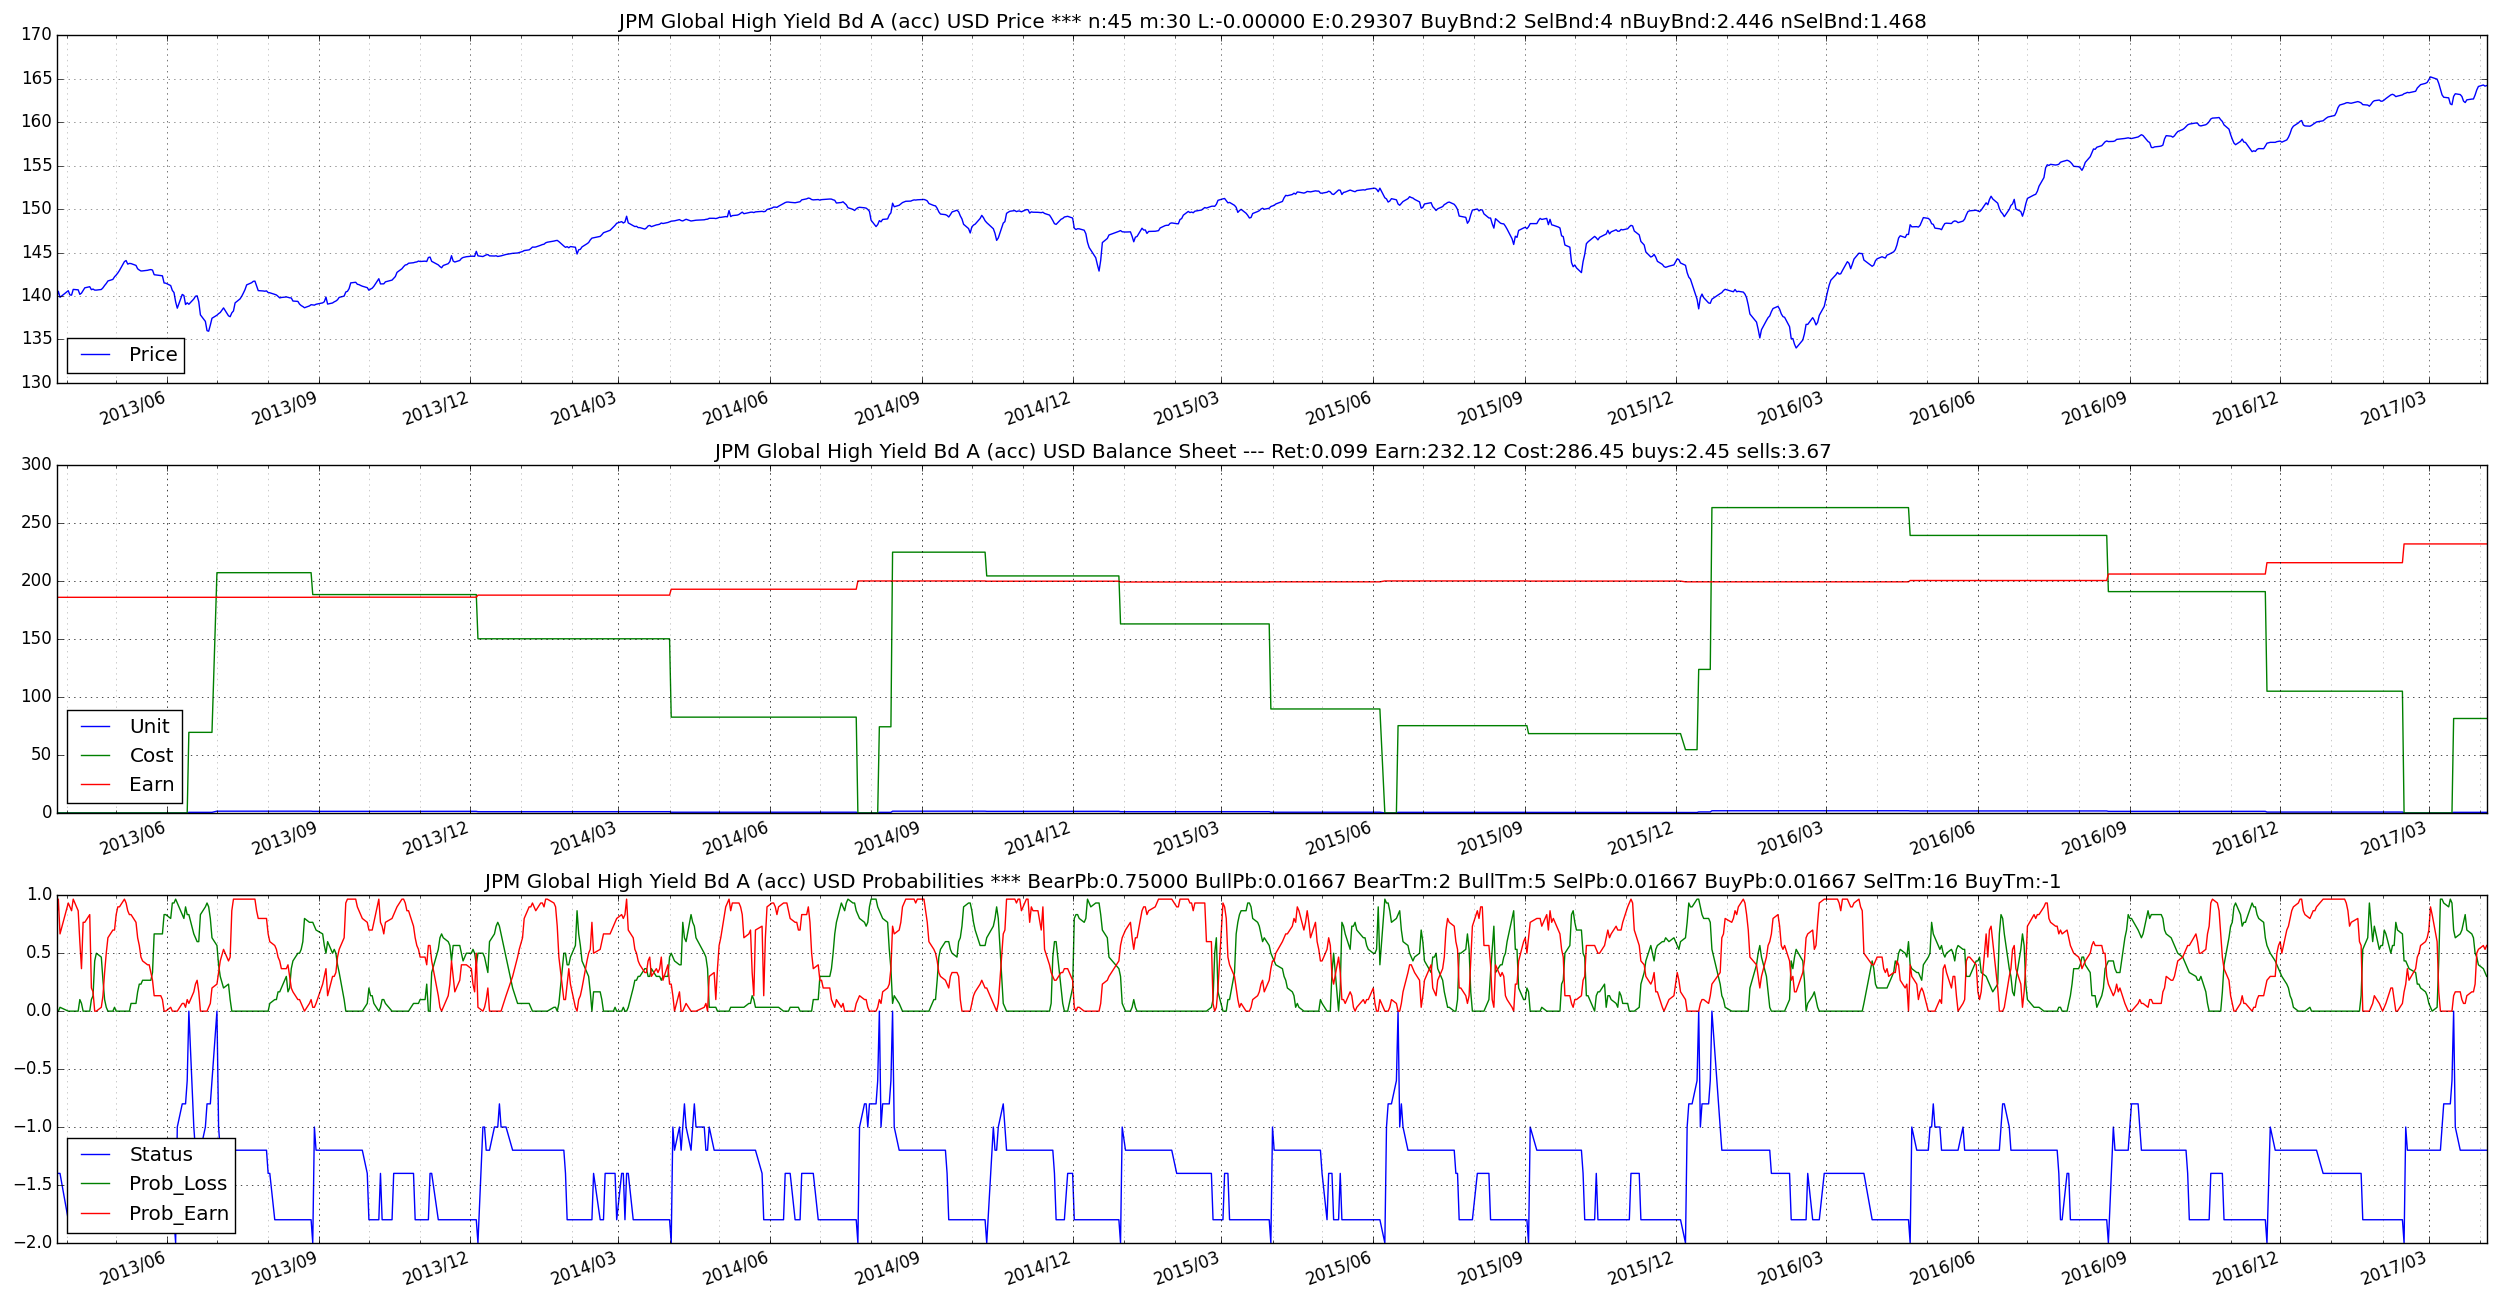 JPM Global High Yield Bd A (acc) USD Price *** n:45 m:30 L:-0.00000 E:0.29307 BuyBnd:2 SelBnd:4 nBuyBnd:2.446 nSelBnd:1.468
170
165
160
155
150
145
140
135
130
Price
2013/06 2013/09 2013/12 2014/03 2014/06 2014/09 2014/12 2015/03 2015/06 2015/09 2015/12 2016/03 2016/06 2016/09 2016/12 2017/03
JPM Global High Yield Bd A (acc) USD Balance Sheet --- Ret:0.099 Earn:232.12 Cost:286.45 buys:2.45 sells:3.67
300
250
200
150
100
50
0
Unit
Cost
Earn
2013/06 2013/09 2013/12 2014/03 2014/06 2014/09 2014/12 2015/03 2015/06 2015/09 2015/12 2016/03 2016/06 2016/09 2016/12 2017/03
JPM Global High Yield Bd A (acc) USD Probabilities *** BearPb:0.75000 BullPb:0.01667 BearTm:2 BullTm:5 SelPb:0.01667 BuyPb:0.01667 SelTm:16 BuyTm:-1
1.0
0.5
0.0
−0.5
−1.0
−1.5
−2.0
Status
Prob_Loss
Prob_Earn
2013/06 2013/09 2013/12 2014/03 2014/06 2014/09 2014/12 2015/03 2015/06 2015/09 2015/12 2016/03 2016/06 2016/09 2016/12 2017/03